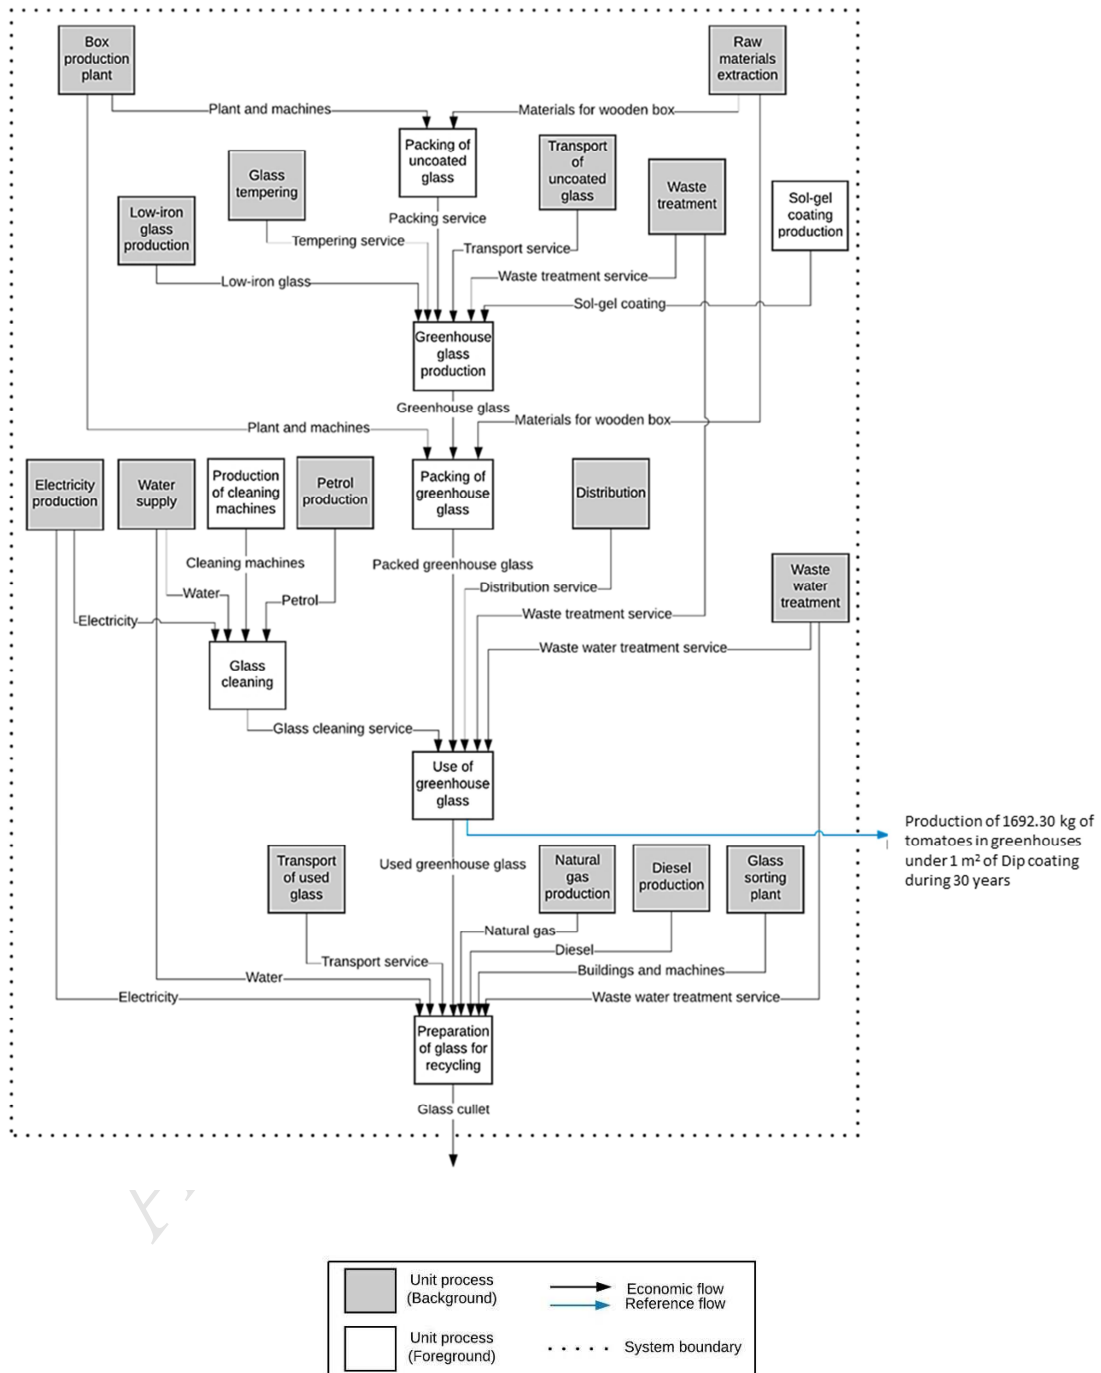 Box
production
plant
Raw
materials
extraction
Plant and machines
Materials for wooden box
Packing of
uncoated
glass
Transport
of
uncoated
glass
Glass
tempering
Waste
treatment
Sol-gel
coating
production
Low-iron
glass
production
Packing service
Tempering service
Transport service
Waste treatment service
Low-iron glass
Sol-gel coating
Greenhouse
glass
production
Greenhouse glass
Materials for wooden box
Plant and machines
Electricity
production
Water
supply
Production
of cleaning
machines
Petrol
production
Packing of
greenhouse
glass
Distribution
Cleaning machines
Packed greenhouse glass
Waste
water
treatment
Water
Petrol
Distribution service
Electricity
Waste treatment service
Waste water treatment service
Glass
cleaning
Glass cleaning service
Use of
greenhouse
glass
Production of 1692.30 kg of
tomatoes in greenhouses
under 1 m² of Dip coating
during 30 years
Used greenhouse glass
Transport
of used
glass
Natural
gas
production
Diesel
production
Glass
sorting
plant
Natural gas
Diesel
Transport service
Buildings and machines
Water
Electricity
Waste water treatment service
Preparation
of glass for
recycling
Glass cullet
Unit process
(Background)
Economic flow
Reference flow
Unit process
(Foreground)
System boundary